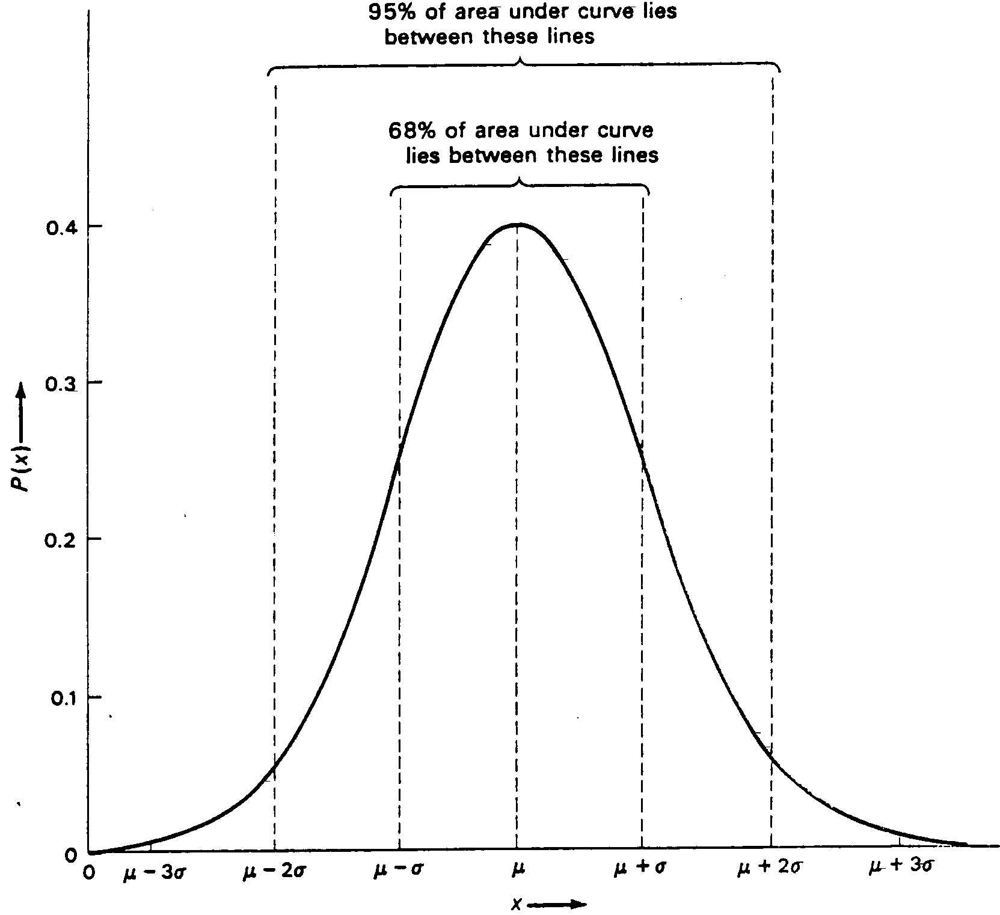 95% of area under curve lies
between these lines
68% of area under curve
lies between these lines
0.4
0.3
P(x)
0.2
0.1
0
0 μ − 3σ μ − 2σ μ − σ μ μ + σ μ + 2σ μ + 3σ
x